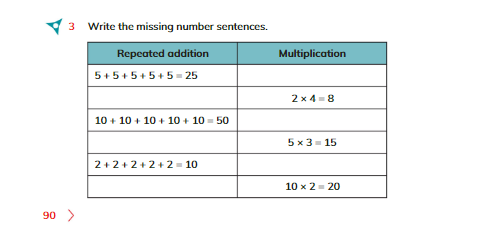 3 Write the missing number sentences.
Repeated addition Multiplication
5 + 5 + 5 + 5 + 5 = 25
2 × 4 = 8
10 + 10 + 10 + 10 + 10 = 50
5 × 3 = 15
2 + 2 + 2 + 2 + 2 = 10
10 × 2 = 20
90